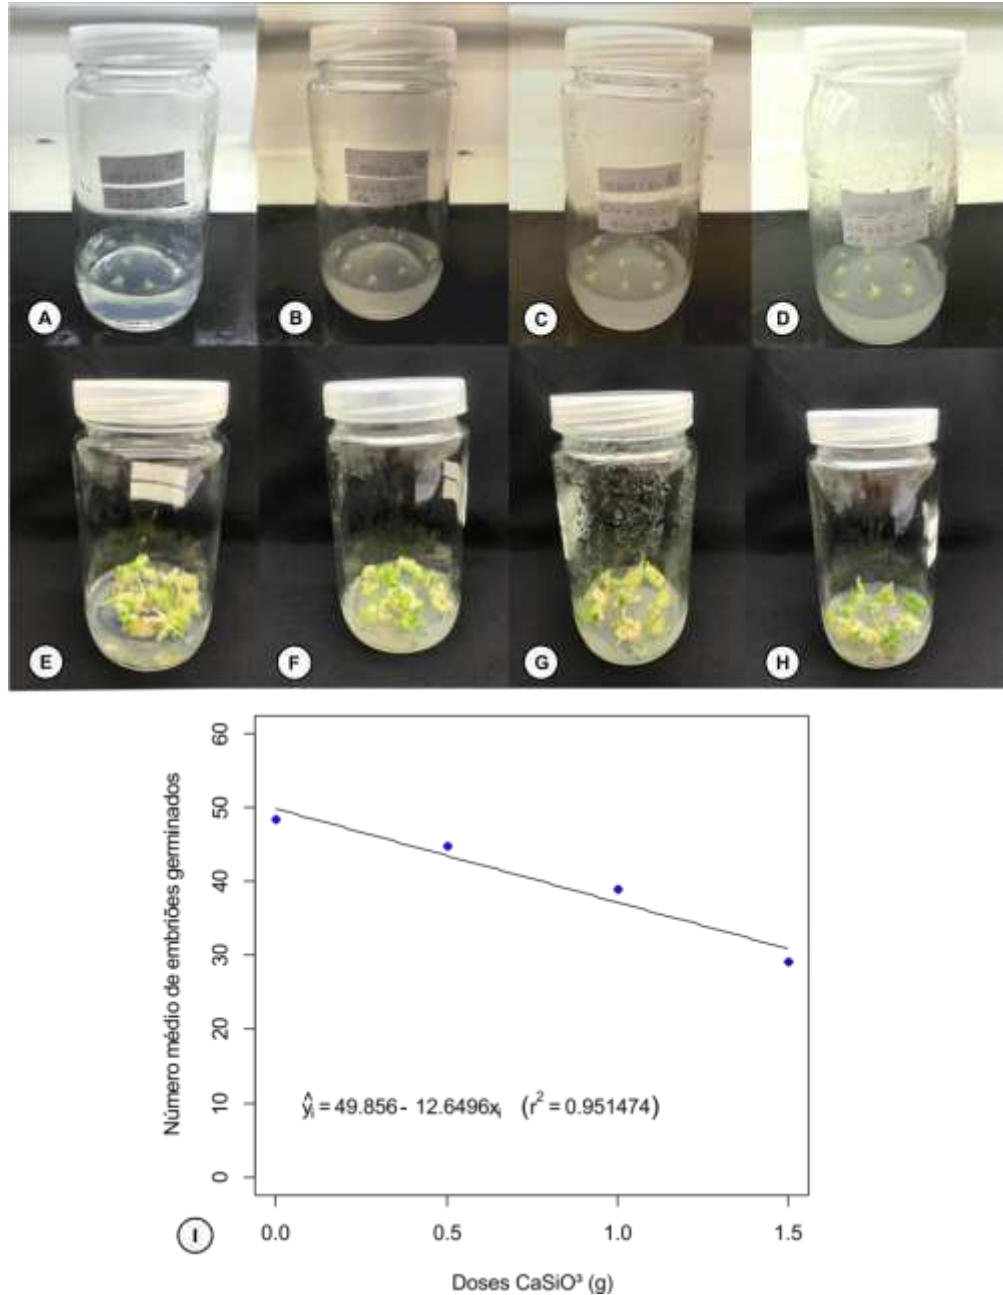 A
B
C
D
E
F
G
H
Número médio de embriões germinados
60
50
40
30
20
10
0
ŷᵢ = 49.856 - 12.6496xᵢ (r² = 0.951474)
0.0 0.5 1.0 1.5
I
Doses CaSiO³ (g)